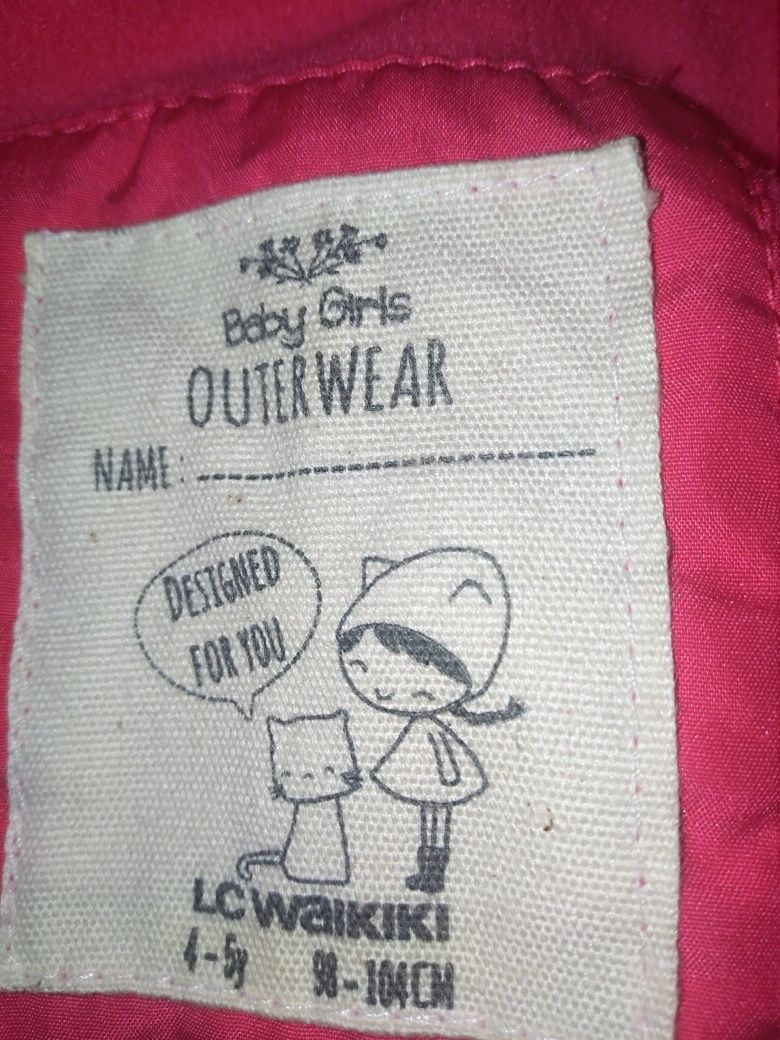 Baby Girls
OUTERWEAR
NAME: --------------------
DESIGNED
FOR YOU
LC WAIKIKI
4-5y 98-104CM